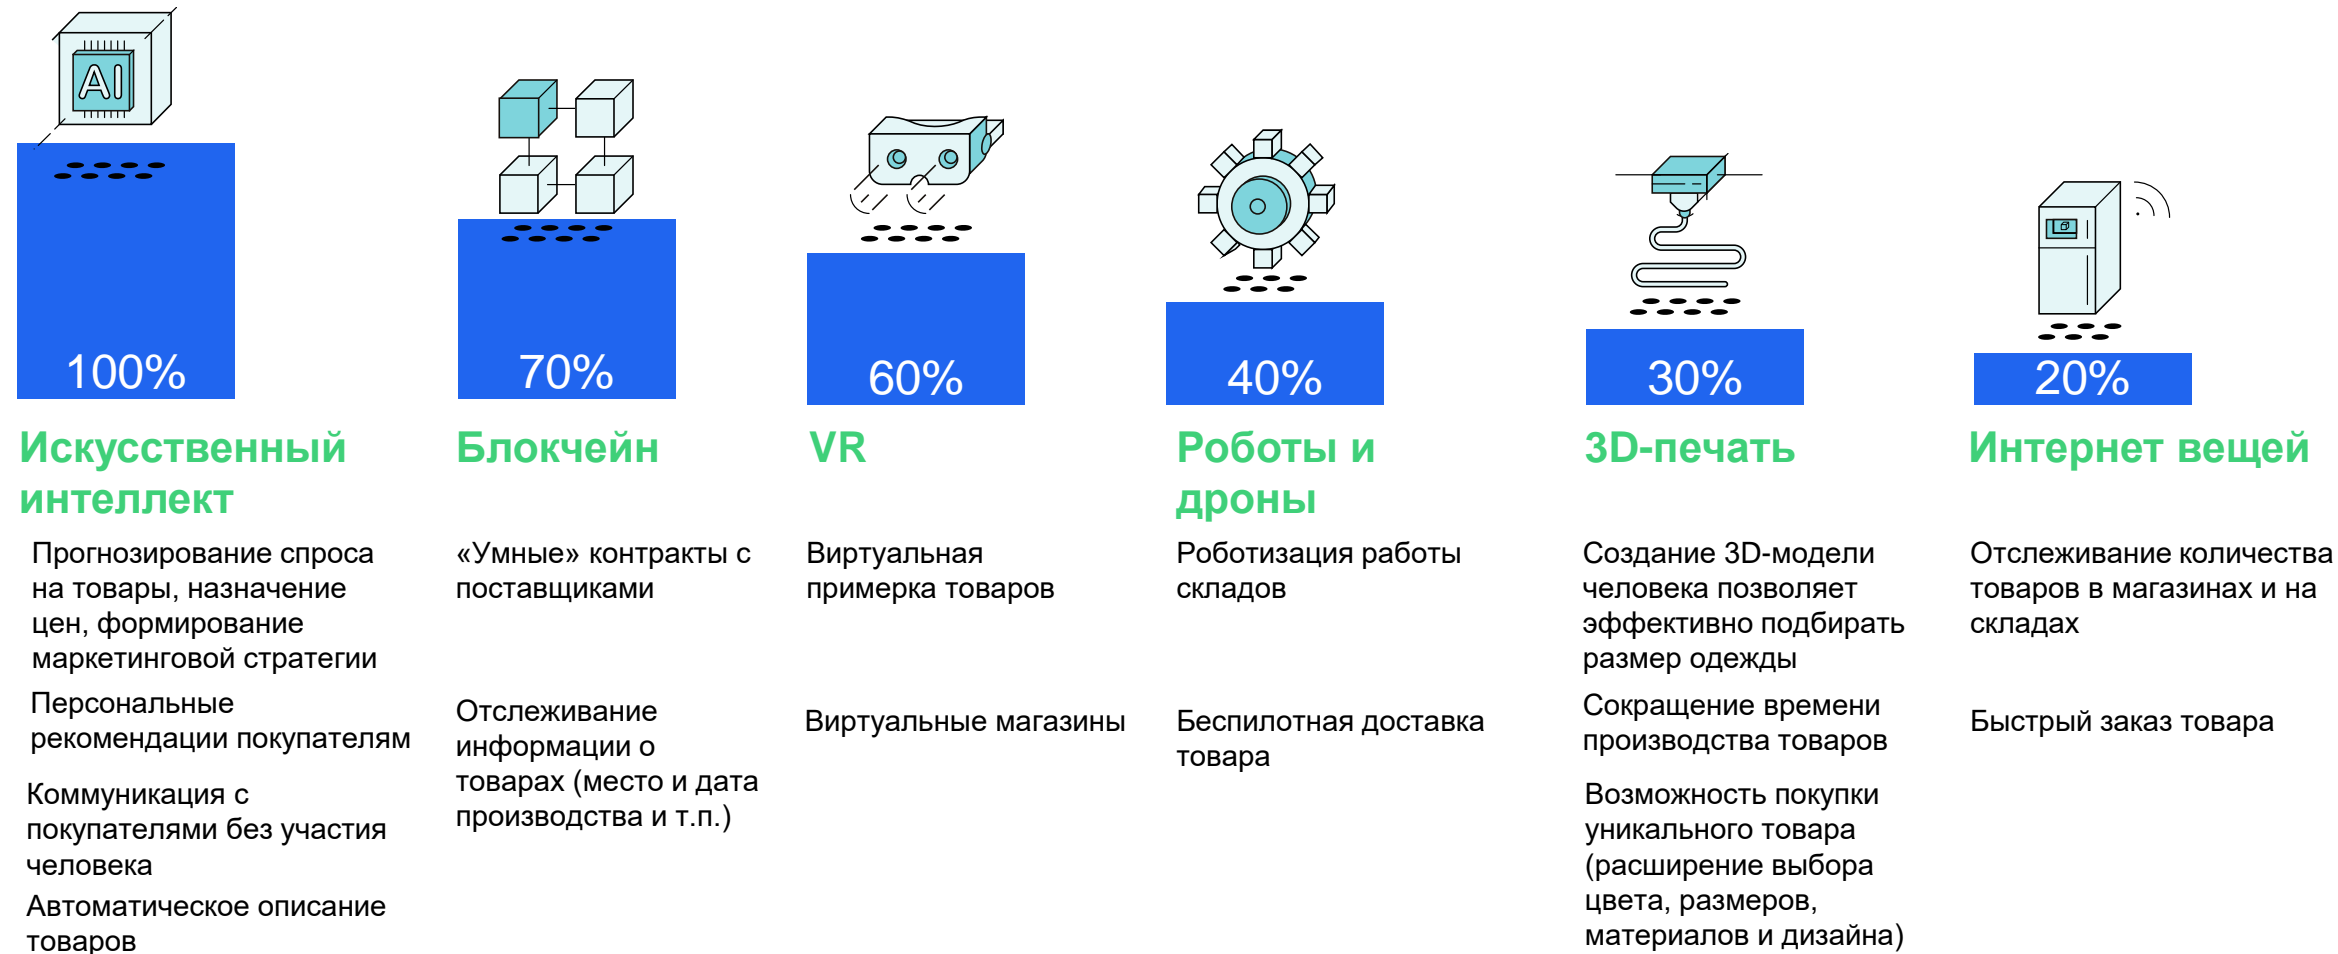 AI
100%
Искусственный
интеллект
Прогнозирование спроса
на товары, назначение
цен, формирование
маркетинговой стратегии
Персональные
рекомендации покупателям
Коммуникация с
покупателями без участия
человека
Автоматическое описание
товаров
70%
Блокчейн
«Умные» контракты с
поставщиками
Отслеживание
информации о
товарах (место и дата
производства и т.п.)
60%
VR
Виртуальная
примерка товаров
Виртуальные магазины
40%
Роботы и
дроны
Роботизация работы
складов
Беспилотная доставка
товара
30%
3D-печать
Создание 3D-модели
человека позволяет
эффективно подбирать
размер одежды
Сокращение времени
производства товаров
Возможность покупки
уникального товара
(расширение выбора
цвета, размеров,
материалов и дизайна)
20%
Интернет вещей
Отслеживание количества
товаров в магазинах и на
складах
Быстрый заказ товара